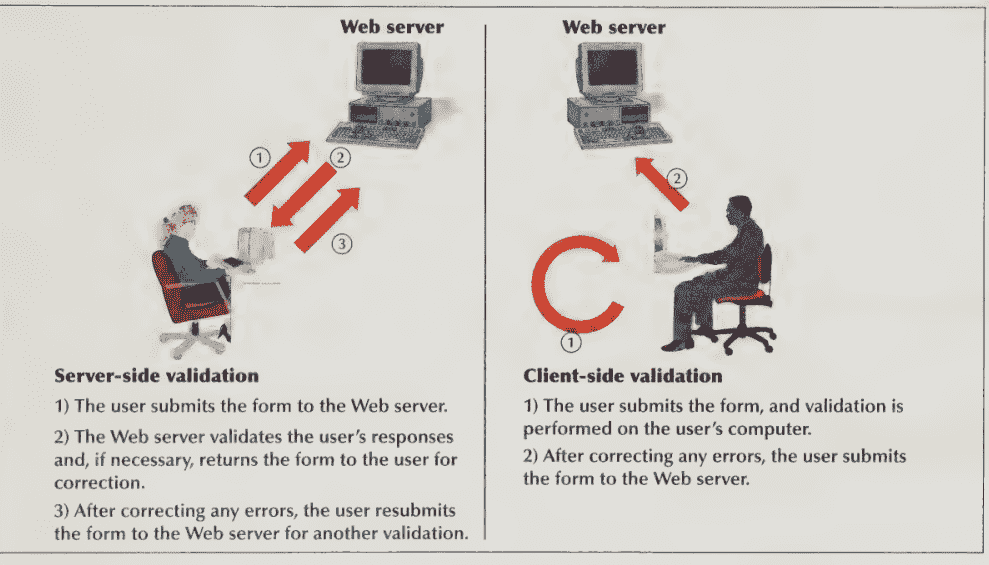 Web server
①
②
③
Server-side validation
1) The user submits the form to the Web server.
2) The Web server validates the user's responses
and, if necessary, returns the form to the user for
correction.
3) After correcting any errors, the user resubmits
the form to the Web server for another validation.
Web server
②
①
Client-side validation
1) The user submits the form, and validation is
performed on the user's computer.
2) After correcting any errors, the user submits
the form to the Web server.